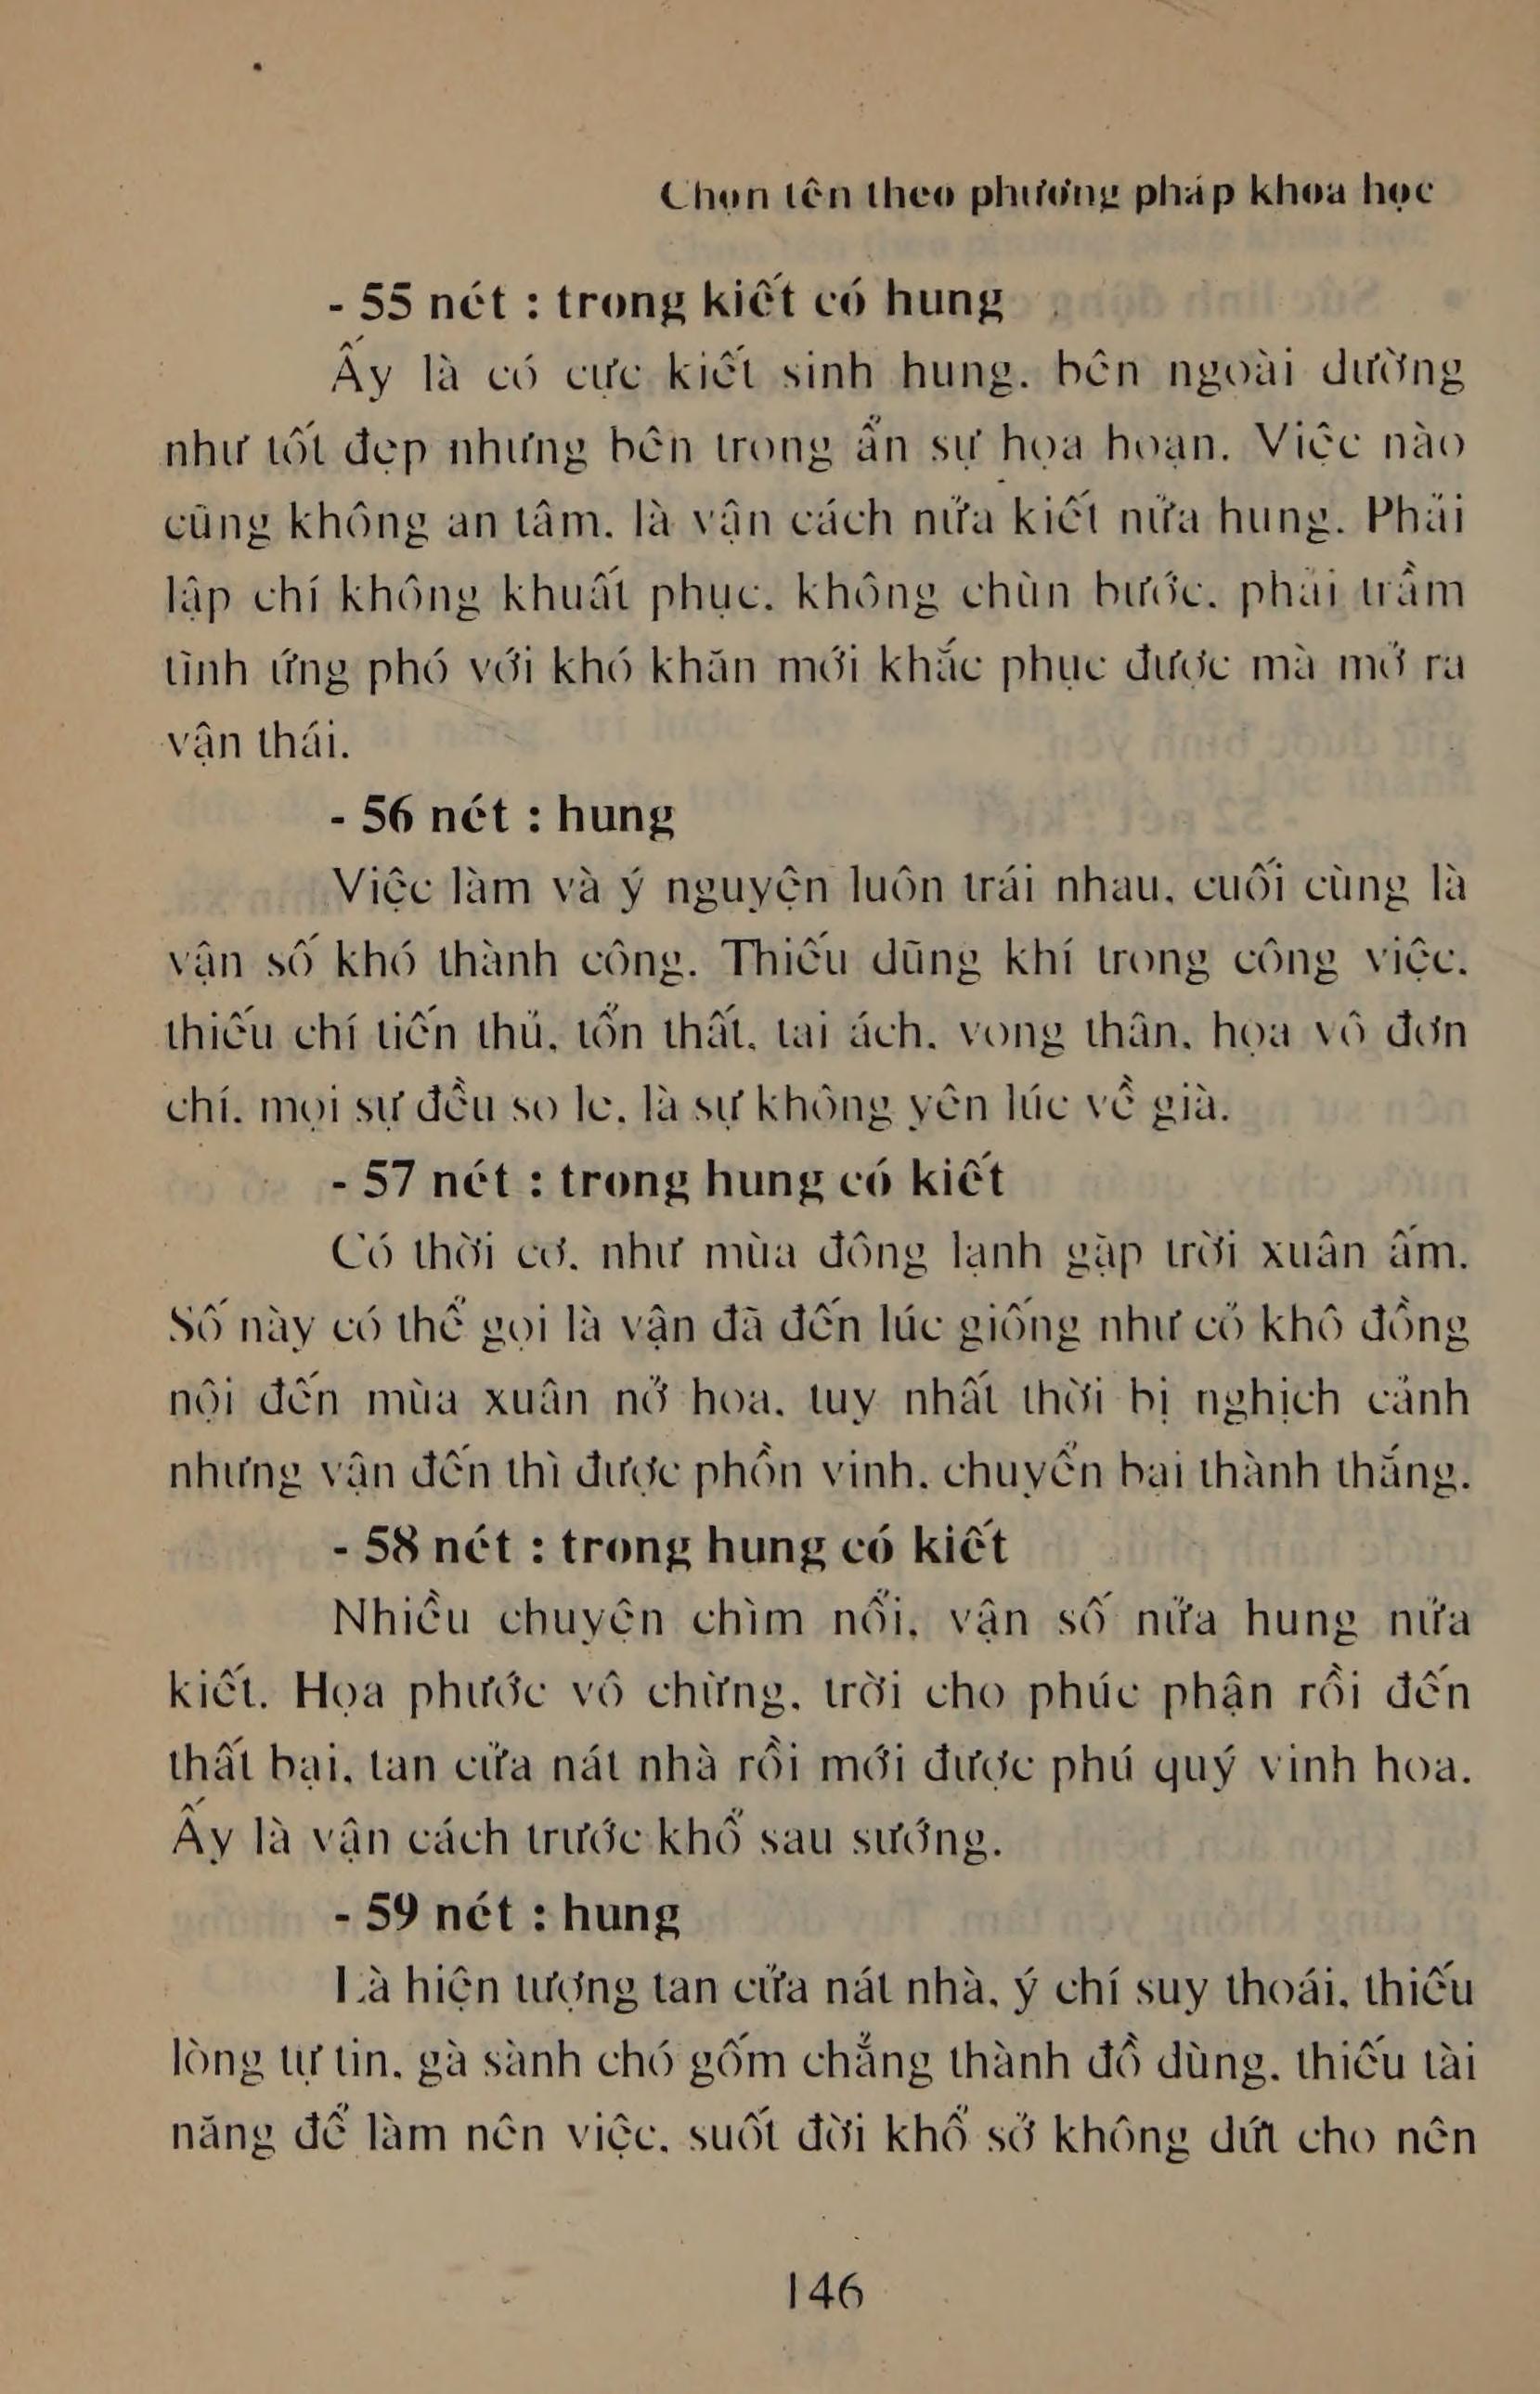 Chọn tên theo phương pháp khoa học
- 55 nét : trong kiết có hung
Ấy là có cực kiết sinh hung, bên ngoài dường
như tốt đẹp nhưng bên trong ẩn sự họa hoạn. Việc nào
cũng không an tâm, là vận cách nửa kiết nửa hung. Phải
lập chí không khuất phục, không chùn bước, phải trầm
tình ứng phó với khó khăn mới khắc phục được mà mở ra
vận thái.
- 56 nét : hung
Việc làm và ý nguyện luôn trái nhau, cuối cùng là
vận số khó thành công. Thiếu dũng khí trong công việc,
thiếu chí tiến thủ, tổn thất, tai ách, vong thân, họa vô đơn
chí, mọi sự đều so le, là sự không yên lúc về già.
- 57 nét : trong hung có kiết
Có thời cơ, như mùa đông lạnh gặp trời xuân ấm.
Số này có thể gọi là vận đã đến lúc giống như cỏ khô đồng
nội đến mùa xuân nở hoa, tuy nhất thời bị nghịch cảnh
nhưng vận đến thì được phồn vinh, chuyển bại thành thắng.
- 58 nét : trong hung có kiết
Nhiều chuyện chìm nổi, vận số nửa hung nửa
kiết. Họa phước vô chừng, trời cho phúc phận rồi đến
thất bại, tan cửa nát nhà rồi mới được phú quý vinh hoa.
Ấy là vận cách trước khổ sau sướng.
- 59 nét : hung
Là hiện tượng tan cửa nát nhà, ý chí suy thoái, thiếu
lòng tự tin, gà sành chó gốm chẳng thành đồ dùng, thiếu tài
năng để làm nên việc, suốt đời khổ sở không dứt cho nên
146